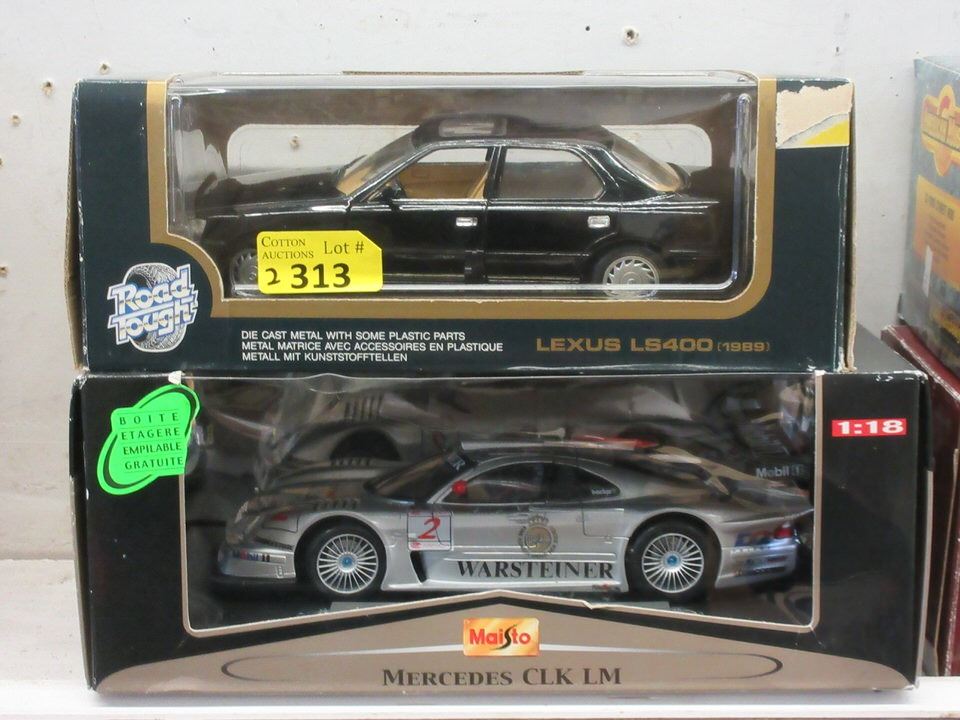 COTTON
AUCTIONS
Lot #
2 313
Road
Tough
DIE CAST METAL WITH SOME PLASTIC PARTS
METAL MATRICE AVEC ACCESSOIRES EN PLASTIQUE
METALL MIT KUNSTSTOFFTELLEN
LEXUS LS400 (1989)
BOITE
ETAGERE
EMPILABLE
GRATUITE
1:18
Mobil 1
2
WARSTEINER
Maisto
MERCEDES CLK LM